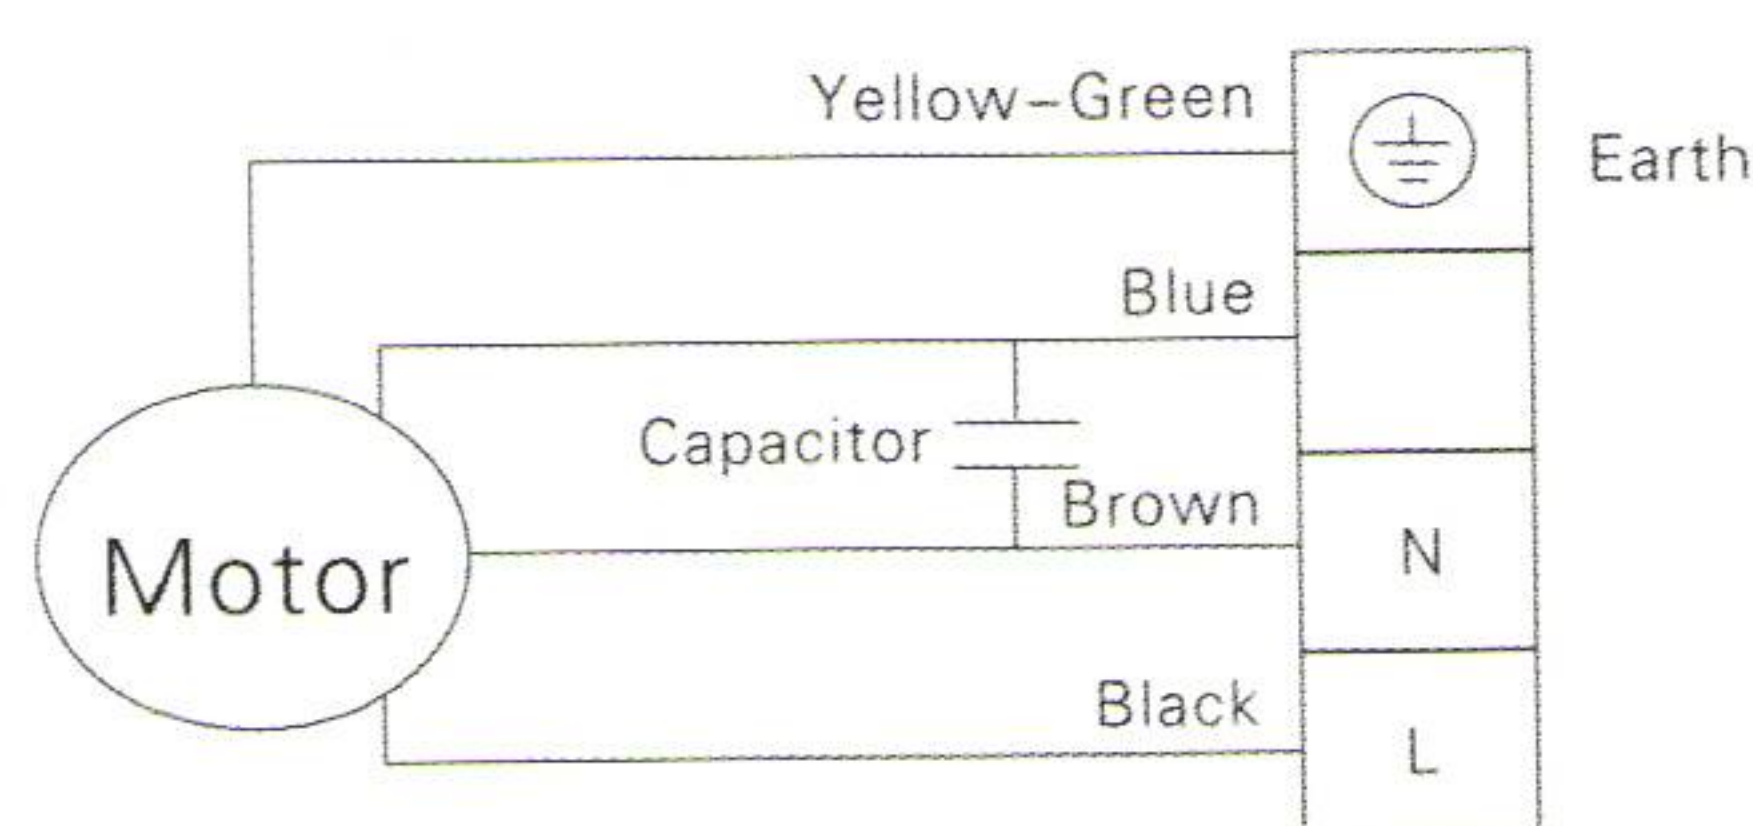 Yellow-Green
Earth
Blue
Capacitor
Brown
N
Motor
Black
L